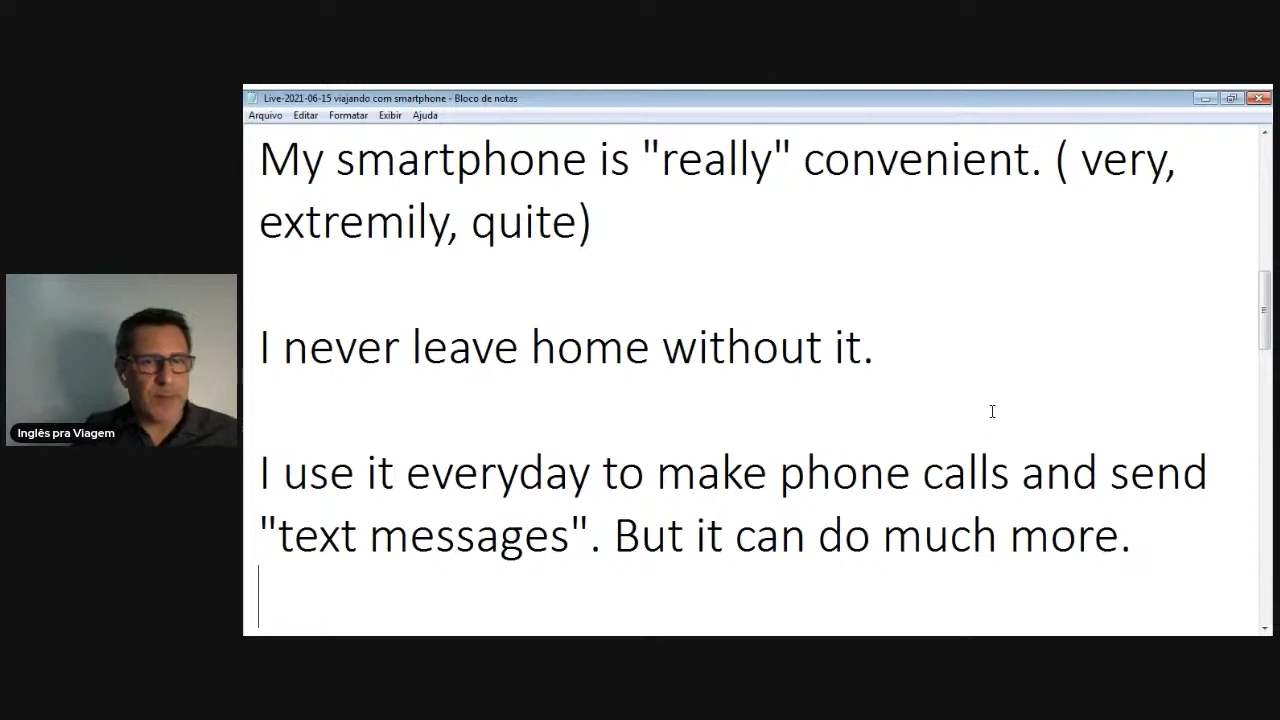 Live-2021-06-15 viajando com smartphone - Bloco de notas
Arquivo Editar Formatar Exibir Ajuda
My smartphone is "really" convenient. ( very,
extremily, quite)
I never leave home without it.
I use it everyday to make phone calls and send
"text messages". But it can do much more.
Inglês pra Viagem